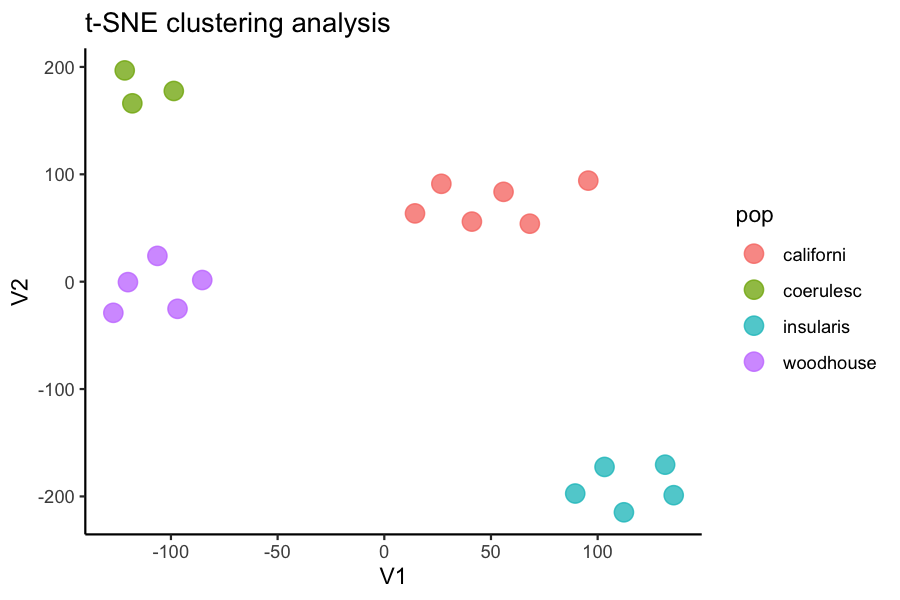 t-SNE clustering analysis
200
100
0
-100
-200
V2
-100
-50
0
50
100
V1
pop
californi
coerulesc
insularis
woodhouse